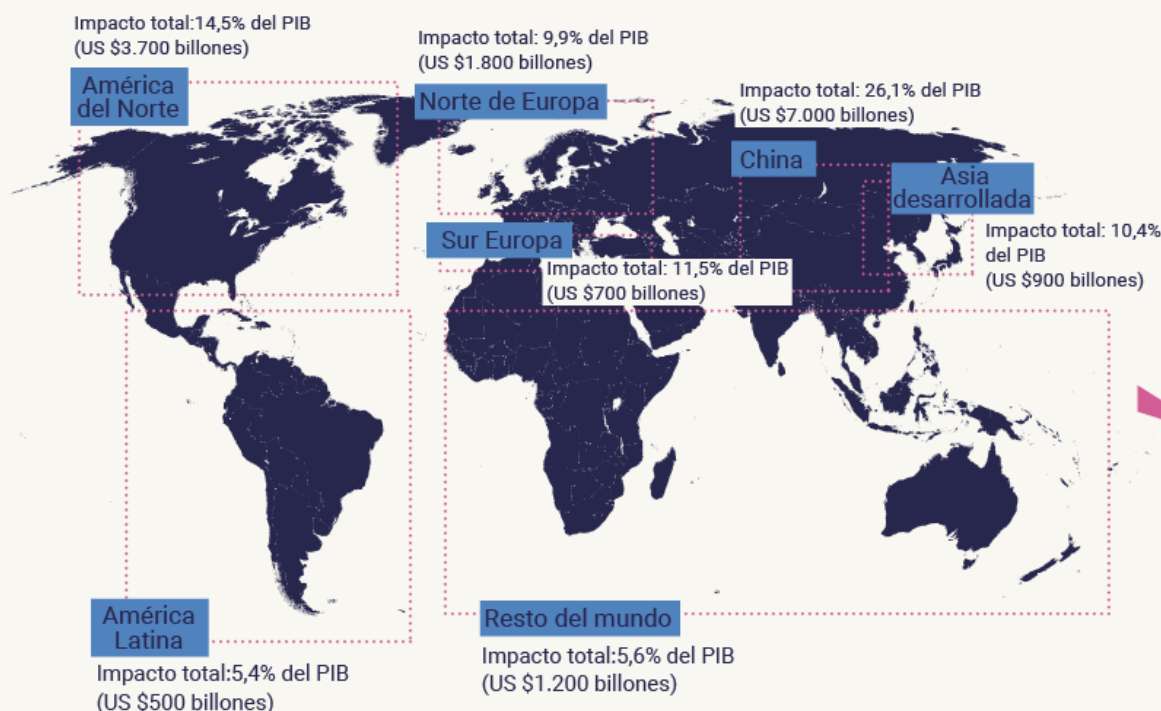 Impacto total:14,5% del PIB
(US $3.700 billones)
América
del Norte
Impacto total: 9,9% del PIB
(US $1.800 billones)
Norte de Europa
Impacto total: 26,1% del PIB
(US $7.000 billones)
China
Asia
desarrollada
Impacto total: 10,4%
del PIB
(US $900 billones)
Sur Europa
Impacto total: 11,5% del PIB
(US $700 billones)
América
Latina
Impacto total:5,4% del PIB
(US $500 billones)
Resto del mundo
Impacto total:5,6% del PIB
(US $1.200 billones)